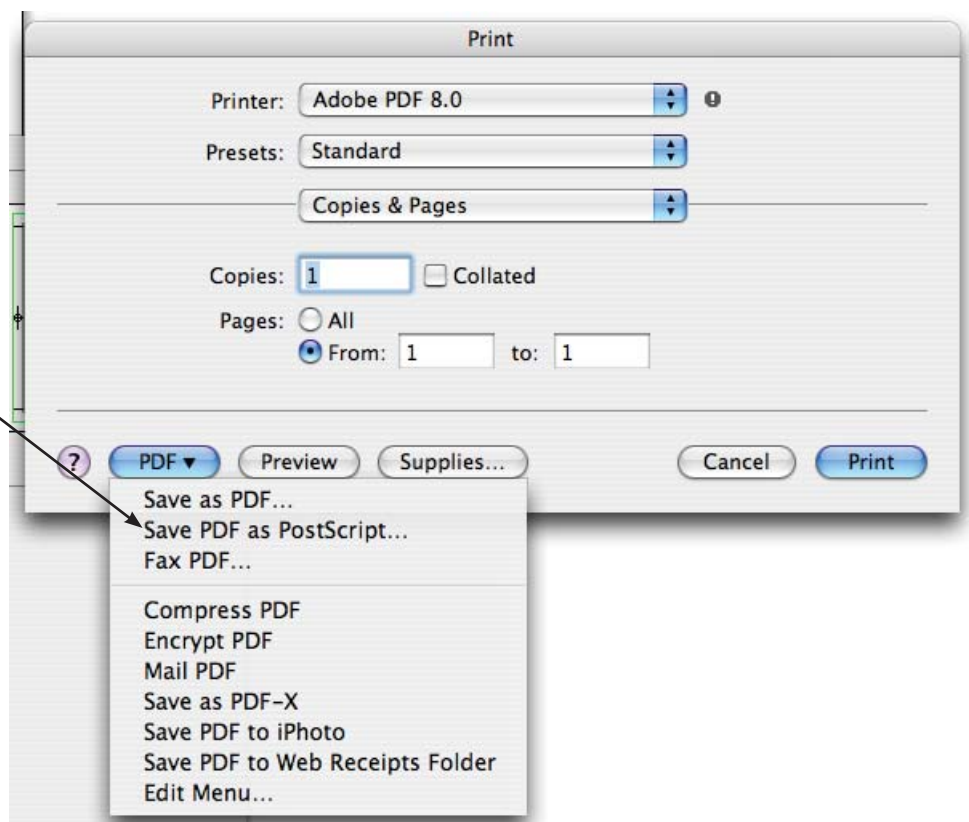 Print
Printer: Adobe PDF 8.0
Presets: Standard
Copies & Pages
Copies: 1 Collated
Pages: All
From: 1 to: 1
? PDF Preview Supplies... Cancel Print
Save as PDF...
Save PDF as PostScript...
Fax PDF...
Compress PDF
Encrypt PDF
Mail PDF
Save as PDF-X
Save PDF to iPhoto
Save PDF to Web Receipts Folder
Edit Menu...